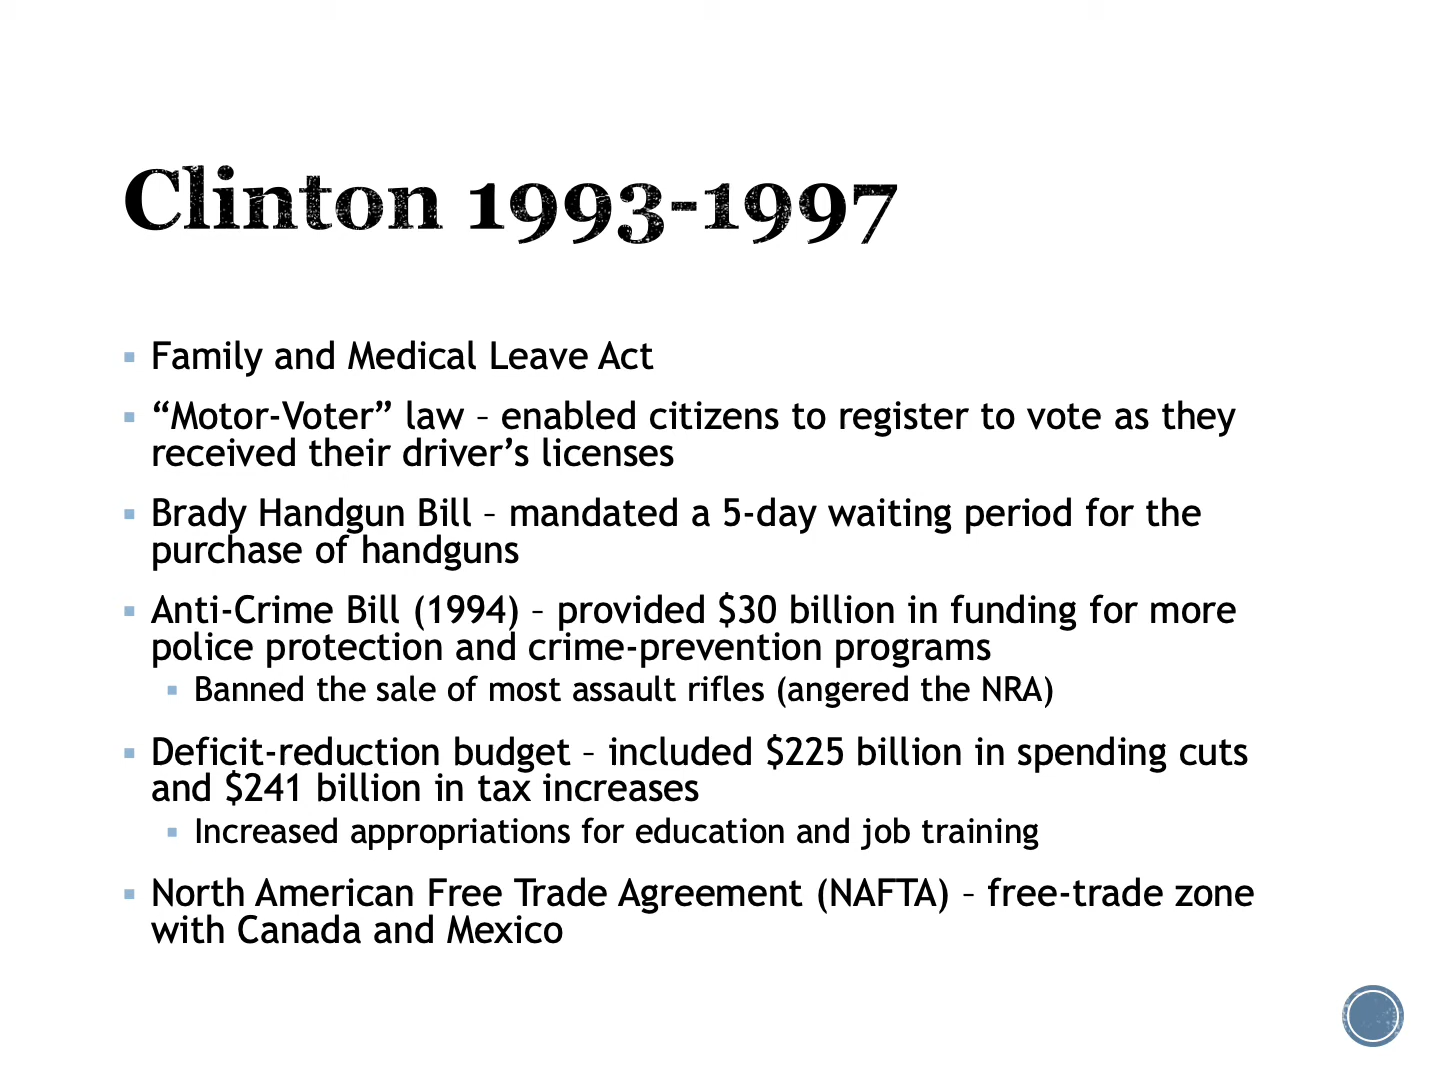 Clinton 1993-1997
▪ Family and Medical Leave Act
▪ “Motor-Voter” law – enabled citizens to register to vote as they
received their driver’s licenses
▪ Brady Handgun Bill – mandated a 5-day waiting period for the
purchase of handguns
▪ Anti-Crime Bill (1994) – provided $30 billion in funding for more
police protection and crime-prevention programs
▪ Banned the sale of most assault rifles (angered the NRA)
▪ Deficit-reduction budget – included $225 billion in spending cuts
and $241 billion in tax increases
▪ Increased appropriations for education and job training
▪ North American Free Trade Agreement (NAFTA) – free-trade zone
with Canada and Mexico